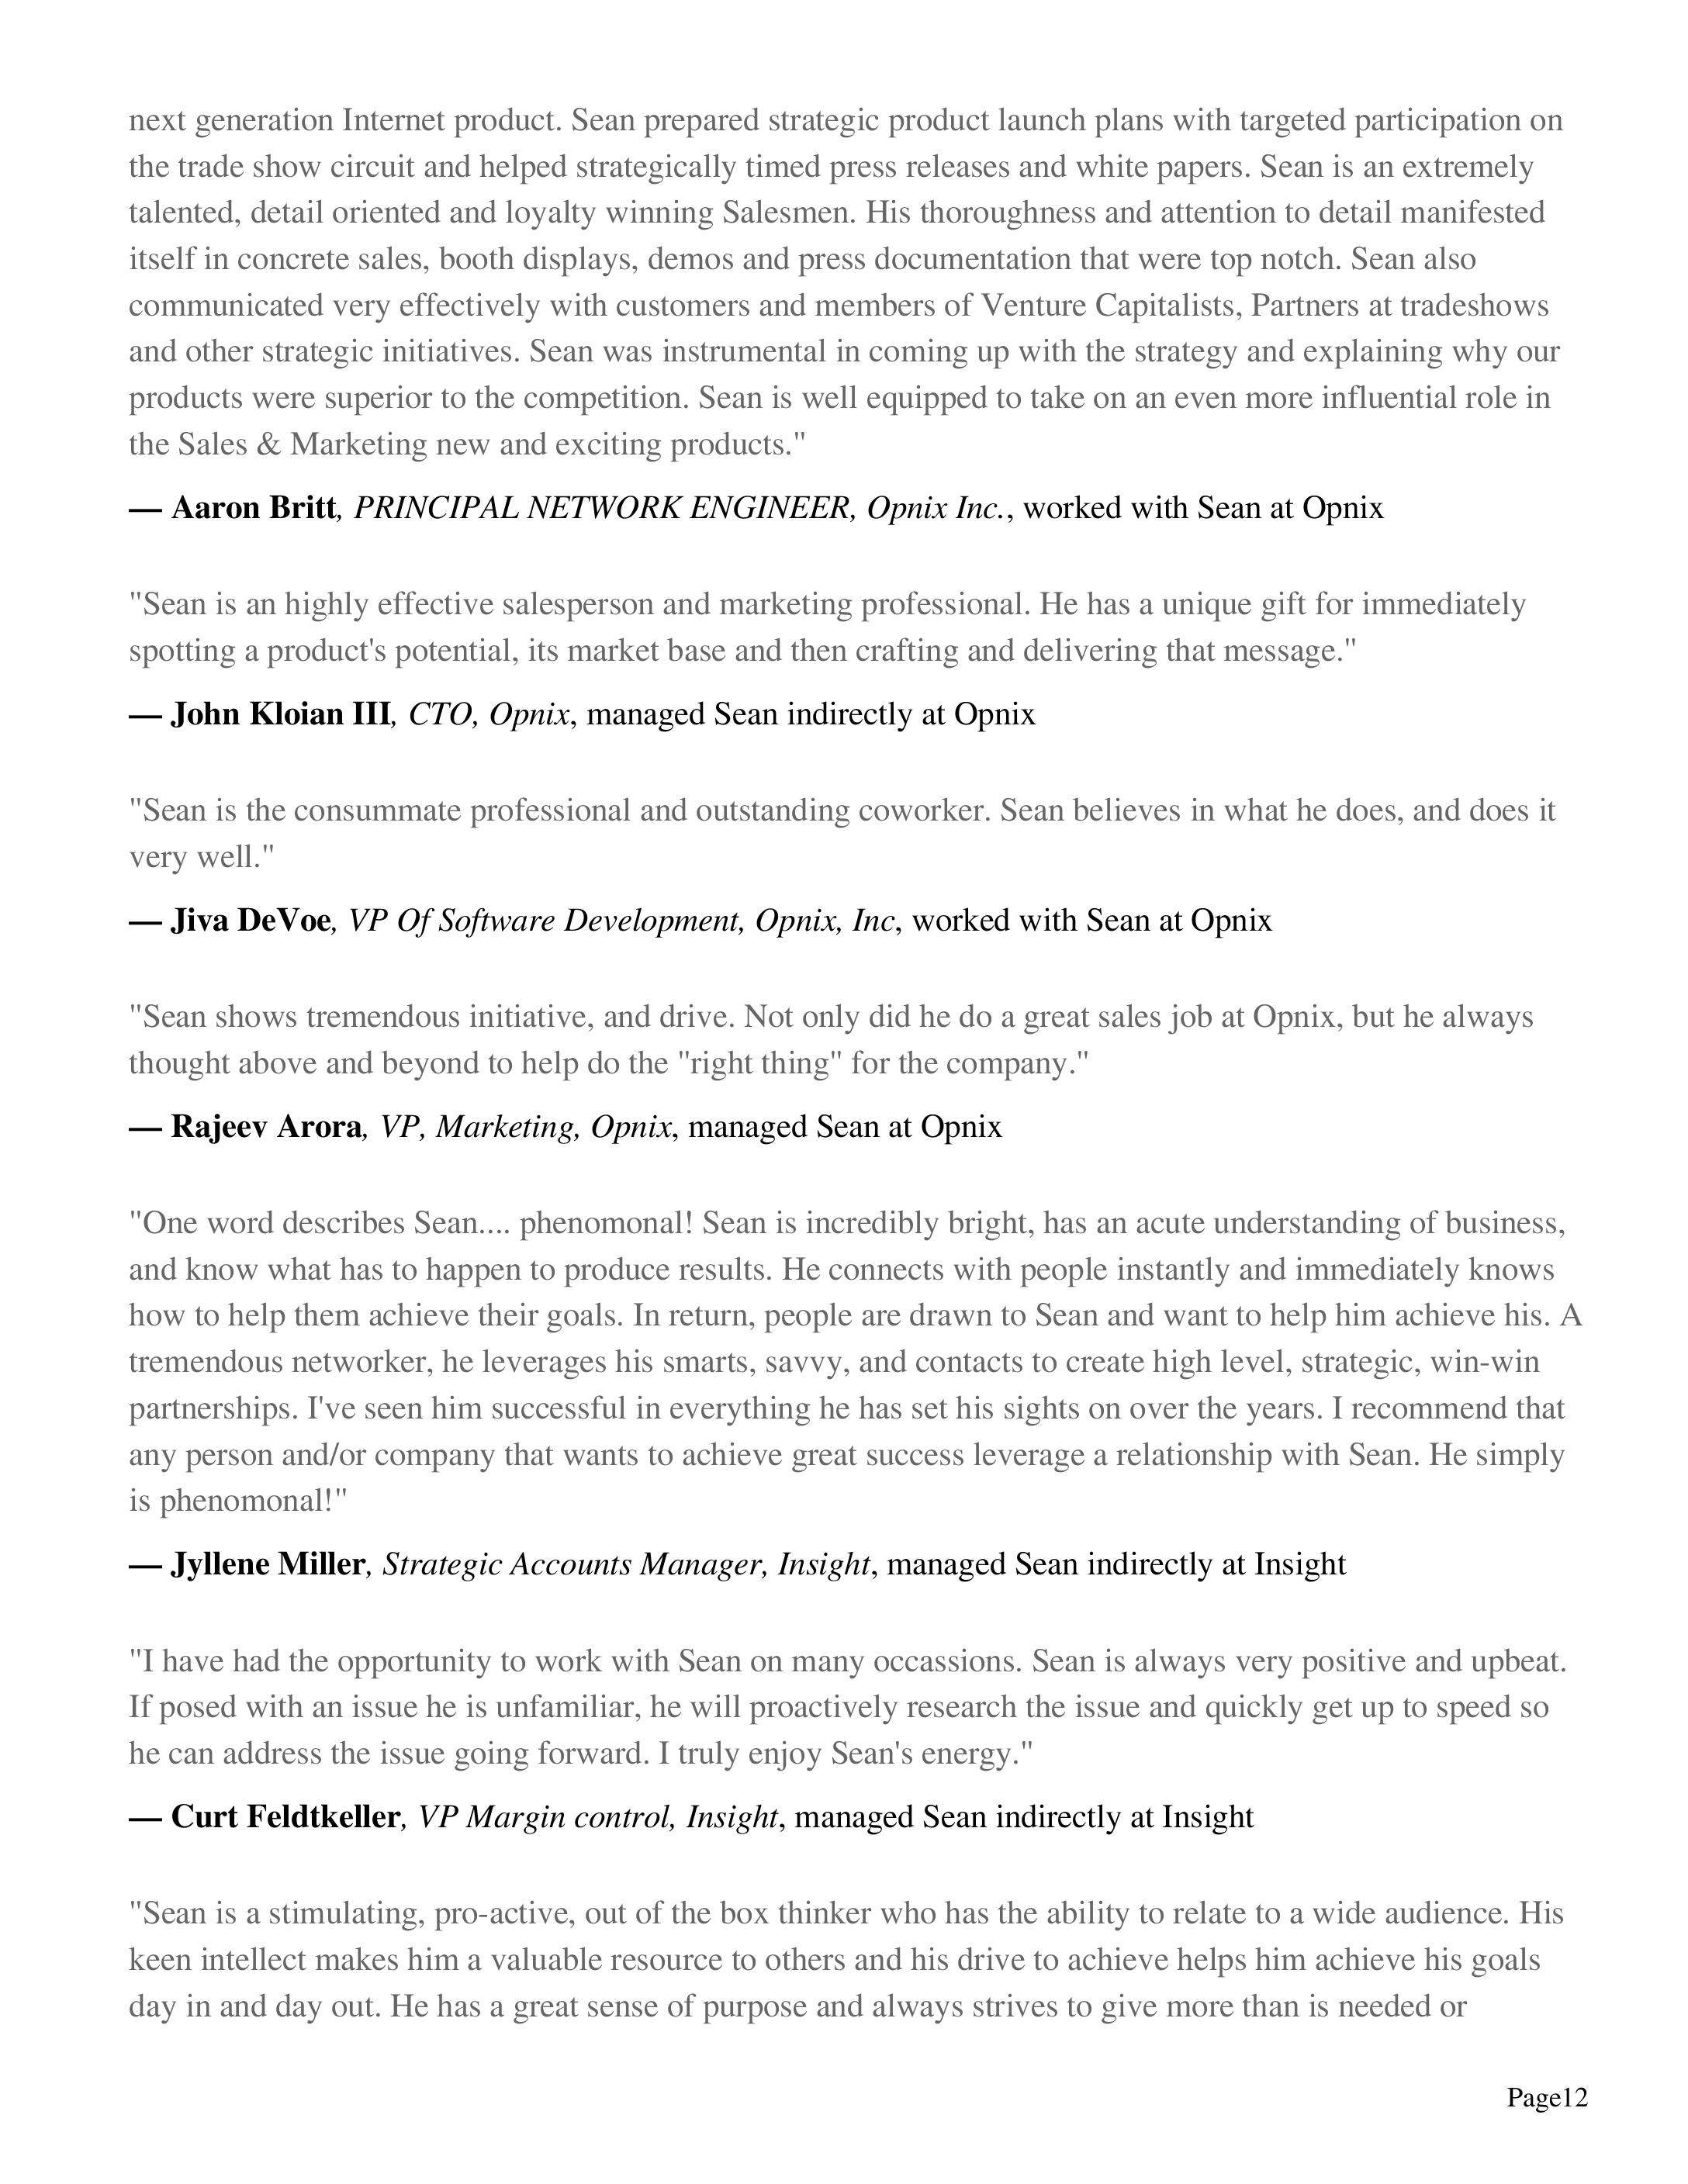 next generation Internet product. Sean prepared strategic product launch plans with targeted participation on
the trade show circuit and helped strategically timed press releases and white papers. Sean is an extremely
talented, detail oriented and loyalty winning Salesmen. His thoroughness and attention to detail manifested
itself in concrete sales, booth displays, demos and press documentation that were top notch. Sean also
communicated very effectively with customers and members of Venture Capitalists, Partners at tradeshows
and other strategic initiatives. Sean was instrumental in coming up with the strategy and explaining why our
products were superior to the competition. Sean is well equipped to take on an even more influential role in
the Sales & Marketing new and exciting products."
— Aaron Britt, PRINCIPAL NETWORK ENGINEER, Opnix Inc., worked with Sean at Opnix
"Sean is an highly effective salesperson and marketing professional. He has a unique gift for immediately
spotting a product's potential, its market base and then crafting and delivering that message."
— John Kloian III, CTO, Opnix, managed Sean indirectly at Opnix
"Sean is the consummate professional and outstanding coworker. Sean believes in what he does, and does it
very well."
— Jiva DeVoe, VP Of Software Development, Opnix, Inc, worked with Sean at Opnix
"Sean shows tremendous initiative, and drive. Not only did he do a great sales job at Opnix, but he always
thought above and beyond to help do the "right thing" for the company."
— Rajeev Arora, VP, Marketing, Opnix, managed Sean at Opnix
"One word describes Sean.... phenomonal! Sean is incredibly bright, has an acute understanding of business,
and know what has to happen to produce results. He connects with people instantly and immediately knows
how to help them achieve their goals. In return, people are drawn to Sean and want to help him achieve his. A
tremendous networker, he leverages his smarts, savvy, and contacts to create high level, strategic, win-win
partnerships. I've seen him successful in everything he has set his sights on over the years. I recommend that
any person and/or company that wants to achieve great success leverage a relationship with Sean. He simply
is phenomonal!"
— Jyllene Miller, Strategic Accounts Manager, Insight, managed Sean indirectly at Insight
"I have had the opportunity to work with Sean on many occassions. Sean is always very positive and upbeat.
If posed with an issue he is unfamiliar, he will proactively research the issue and quickly get up to speed so
he can address the issue going forward. I truly enjoy Sean's energy."
— Curt Feldtkeller, VP Margin control, Insight, managed Sean indirectly at Insight
"Sean is a stimulating, pro-active, out of the box thinker who has the ability to relate to a wide audience. His
keen intellect makes him a valuable resource to others and his drive to achieve helps him achieve his goals
day in and day out. He has a great sense of purpose and always strives to give more than is needed or
Page12